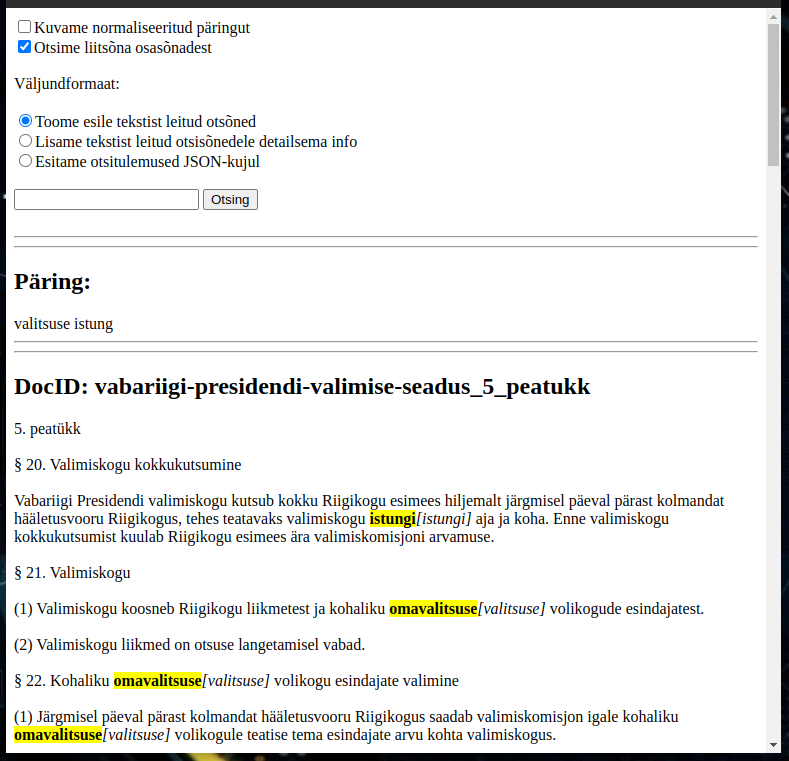 Kuvame normaliseeritud päringut
Otsime liitsõna osasõnadest
Väljundformaat:
Toome esile tekstist leitud otsõned
Lisame tekstist leitud otsisõnedele detailsema info
Esitame otsitulemused JSON-kujul
Otsing
Päring:
valitsuse istung
DocID: vabariigi-presidendi-valimise-seadus_5_peatukk
5. peatükk
§ 20. Valimiskogu kokkukutsumine
Vabariigi Presidendi valimiskogu kutsub kokku Riigikogu esimees hiljemalt järgmisel päeval pärast kolmandat
hääletusvooru Riigikogus, tehes teatavaks valimiskogu istungi[istungi] aja ja koha. Enne valimiskogu
kokkukutsumist kuulab Riigikogu esimees ära valimiskomisjoni arvamuse.
§ 21. Valimiskogu
(1) Valimiskogu koosneb Riigikogu liikmetest ja kohaliku omavalitsuse[valitsuse] volikogude esindajatest.
(2) Valimiskogu liikmed on otsuse langetamisel vabad.
§ 22. Kohaliku omavalitsuse[valitsuse] volikogu esindajate valimine
(1) Järgmisel päeval pärast kolmandat hääletusvooru Riigikogus saadab valimiskomisjon igale kohaliku
omavalitsuse[valitsuse] volikogule teatise tema esindajate arvu kohta valimiskogus.